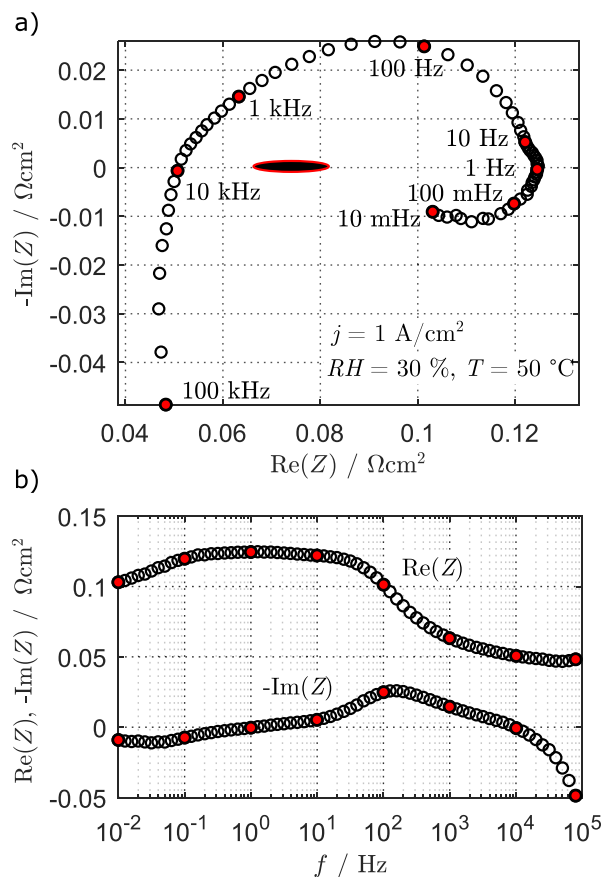 a)
0.02
0.01
0
-0.01
-0.02
-0.03
-0.04
-Im(Z) / Ωcm²
100 Hz
1 kHz
10 Hz
1 Hz
10 kHz
100 mHz
10 mHz
j = 1 A/cm²
RH = 30 %, T = 50 °C
100 kHz
0.04 0.06 0.08 0.1 0.12
Re(Z) / Ωcm²
b)
0.15
0.1
0.05
0
-0.05
Re(Z), -Im(Z) / Ωcm²
Re(Z)
-Im(Z)
10⁻² 10⁻¹ 10⁰ 10¹ 10² 10³ 10⁴ 10⁵
f / Hz